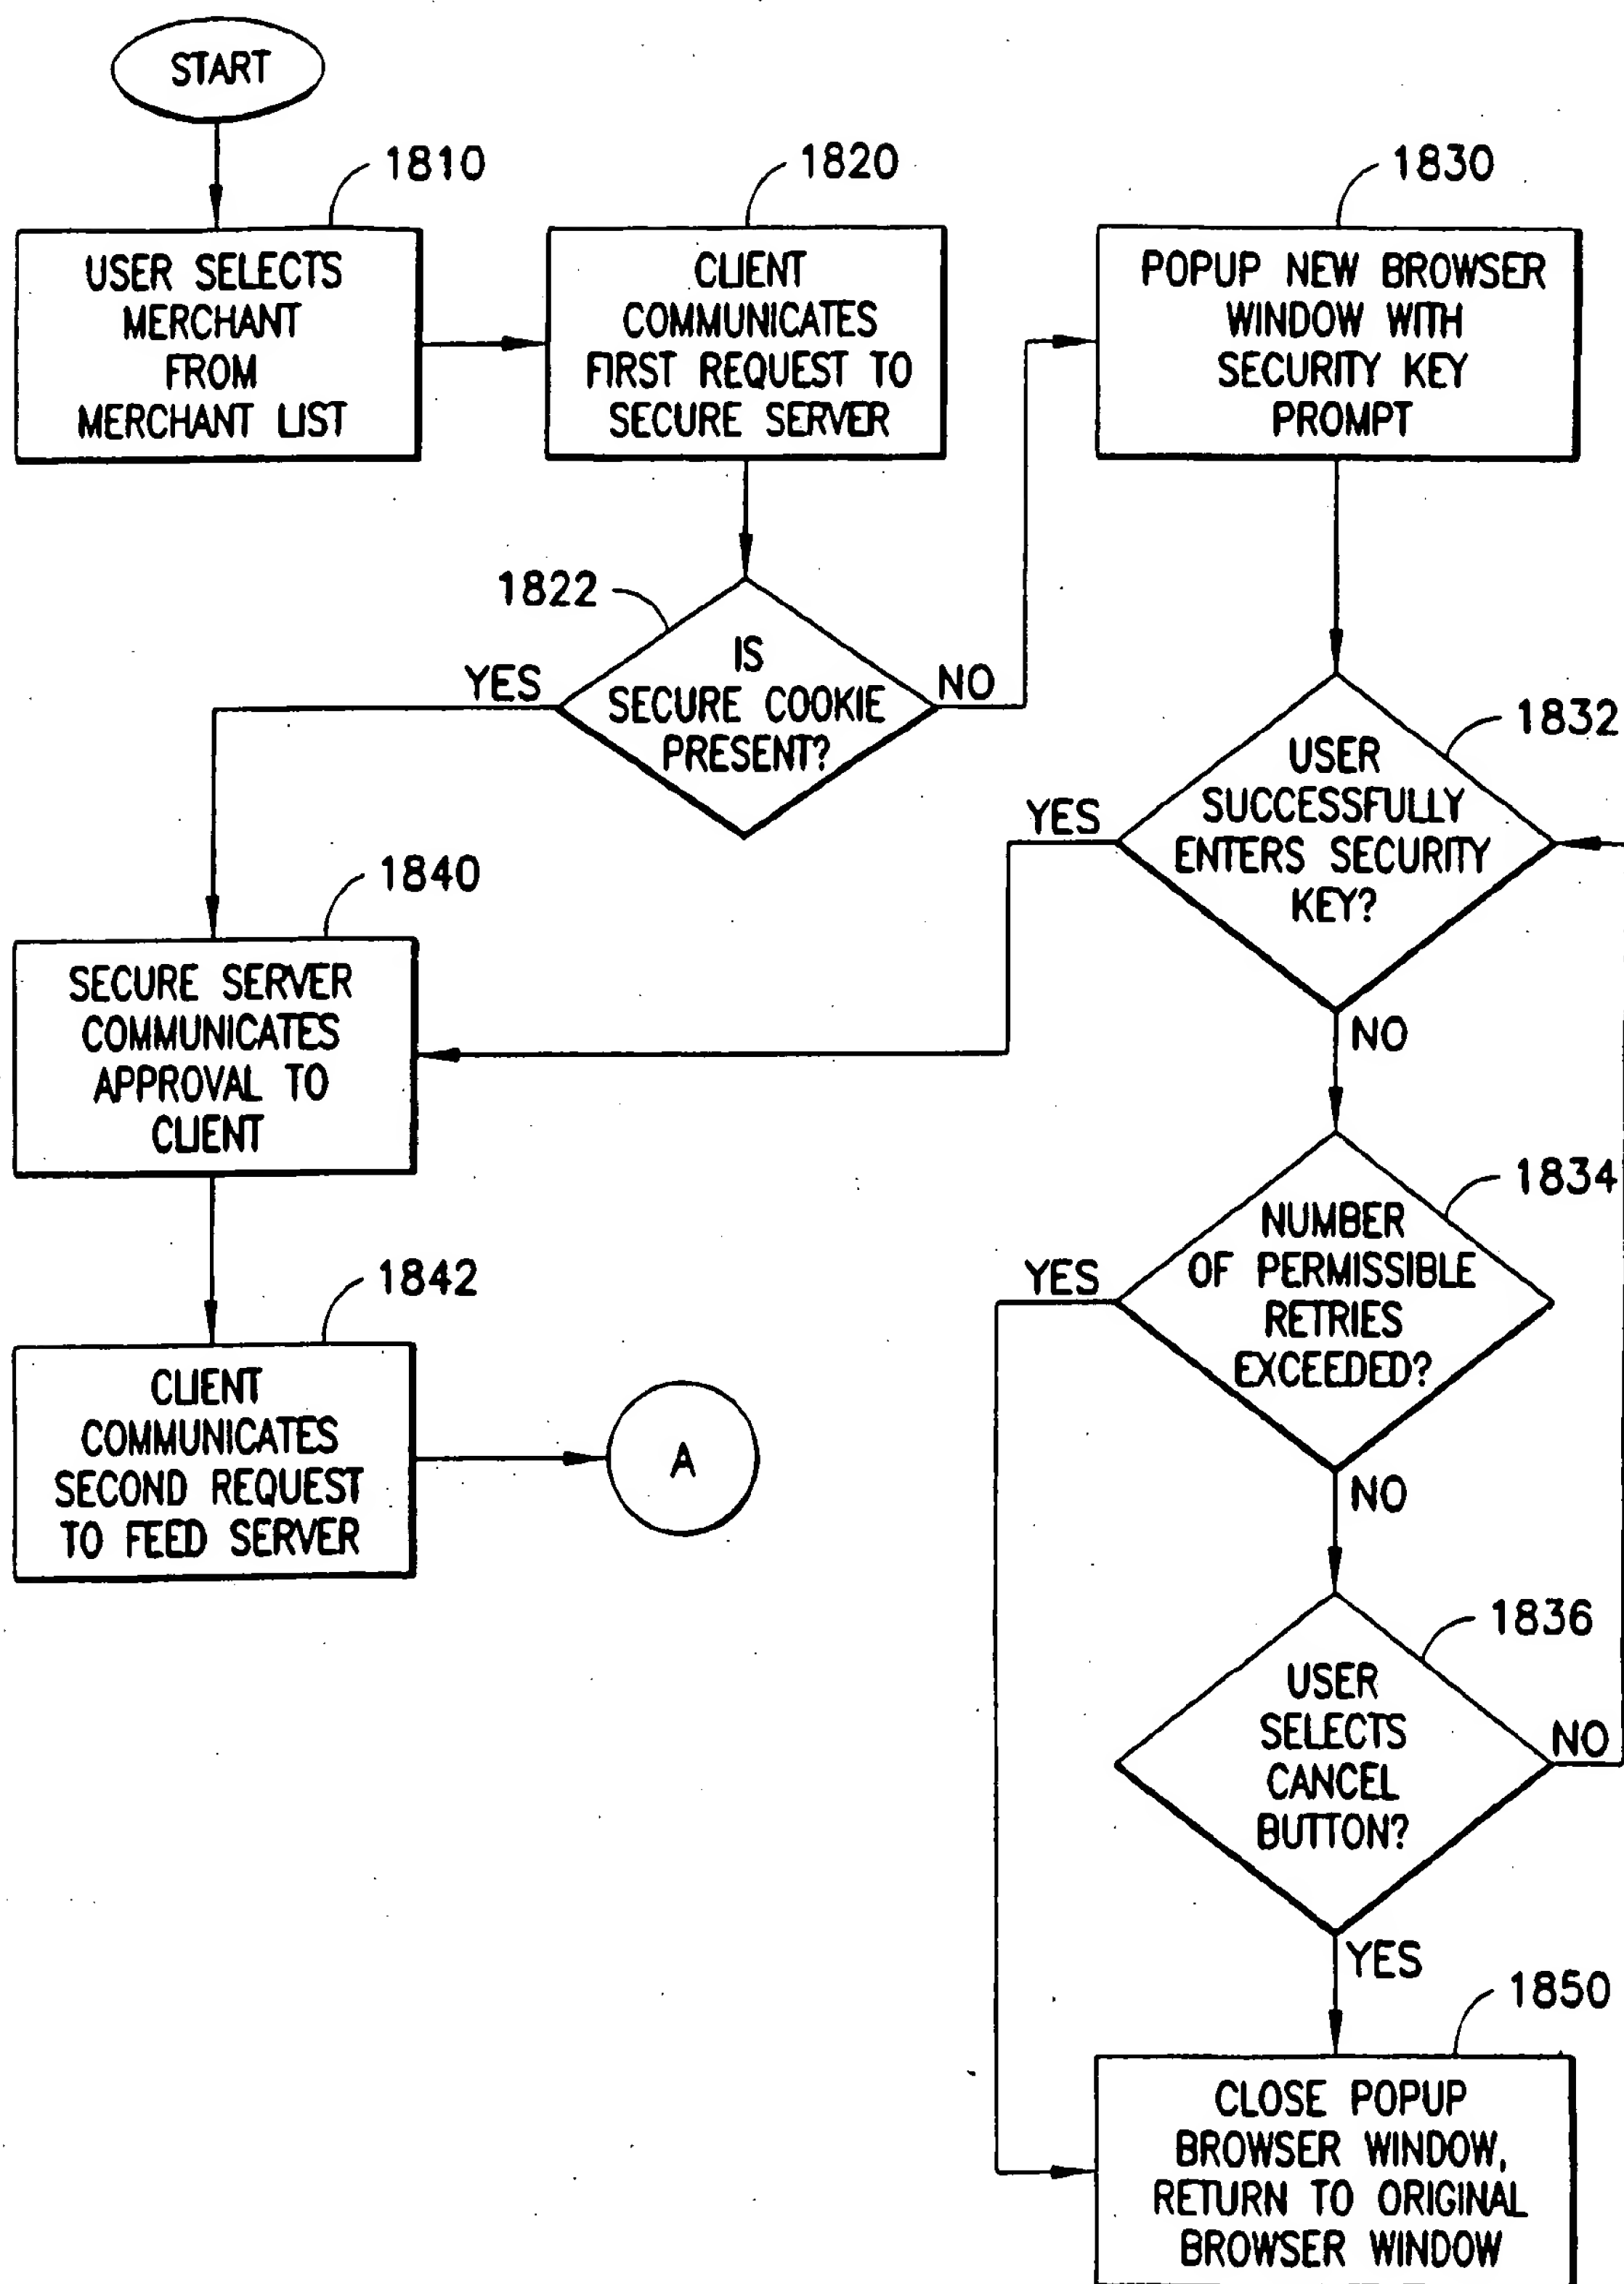 START
1810
USER SELECTS
MERCHANT
FROM
MERCHANT LIST
1820
CLIENT
COMMUNICATES
FIRST REQUEST TO
SECURE SERVER
1830
POPUP NEW BROWSER
WINDOW WITH
SECURITY KEY
PROMPT
1822
IS
SECURE COOKIE
PRESENT?
YES
NO
1832
USER
SUCCESSFULLY
ENTERS SECURITY
KEY?
YES
NO
1840
SECURE SERVER
COMMUNICATES
APPROVAL TO
CLIENT
1834
NUMBER
OF PERMISSIBLE
RETRIES
EXCEEDED?
YES
NO
1842
CLIENT
COMMUNICATES
SECOND REQUEST
TO FEED SERVER
A
1836
USER
SELECTS
CANCEL
BUTTON?
NO
YES
1850
CLOSE POPUP
BROWSER WINDOW,
RETURN TO ORIGINAL
BROWSER WINDOW